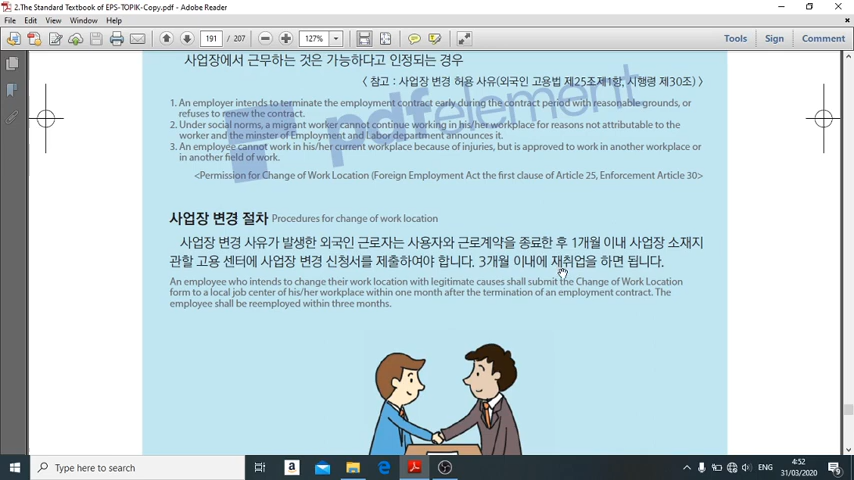 2.The Standard Textbook of EPS-TOPIK-Copy.pdf - Adobe Reader
File Edit View Window Help
191 / 207 127% Tools Sign Comment
사업장에서 근무하는 것은 가능하다고 인정되는 경우
< 참고 : 사업장 변경 허용 사유(외국인 고용법 제25조제1항, 시행령 제30조) >
1. An employer intends to terminate the employment contract early during the contract period with reasonable grounds, or
refuses to renew the contract.
2. Under social norms, a migrant worker cannot continue working in his/her workplace for reasons not attributable to the
worker and the minster of Employment and Labor department announces it.
3. An employee cannot work in his/her current workplace because of injuries, but is approved to work in another workplace or
in another field of work.
pdfelement
<Permission for Change of Work Location (Foreign Employment Act the first clause of Article 25, Enforcement Article 30>
사업장 변경 절차 Procedures for change of work location
사업장 변경 사유가 발생한 외국인 근로자는 사용자와 근로계약을 종료한 후 1개월 이내 사업장 소재지
관할 고용 센터에 사업장 변경 신청서를 제출하여야 합니다. 3개월 이내에 재취업을 하면 됩니다.
An employee who intends to change their work location with legitimate causes shall submit the Change of Work Location
form to a local job center of his/her workplace within one month after the termination of an employment contract. The
employee shall be reemployed within three months.
Type here to search
a
ENG
4:52
31/03/2020
9